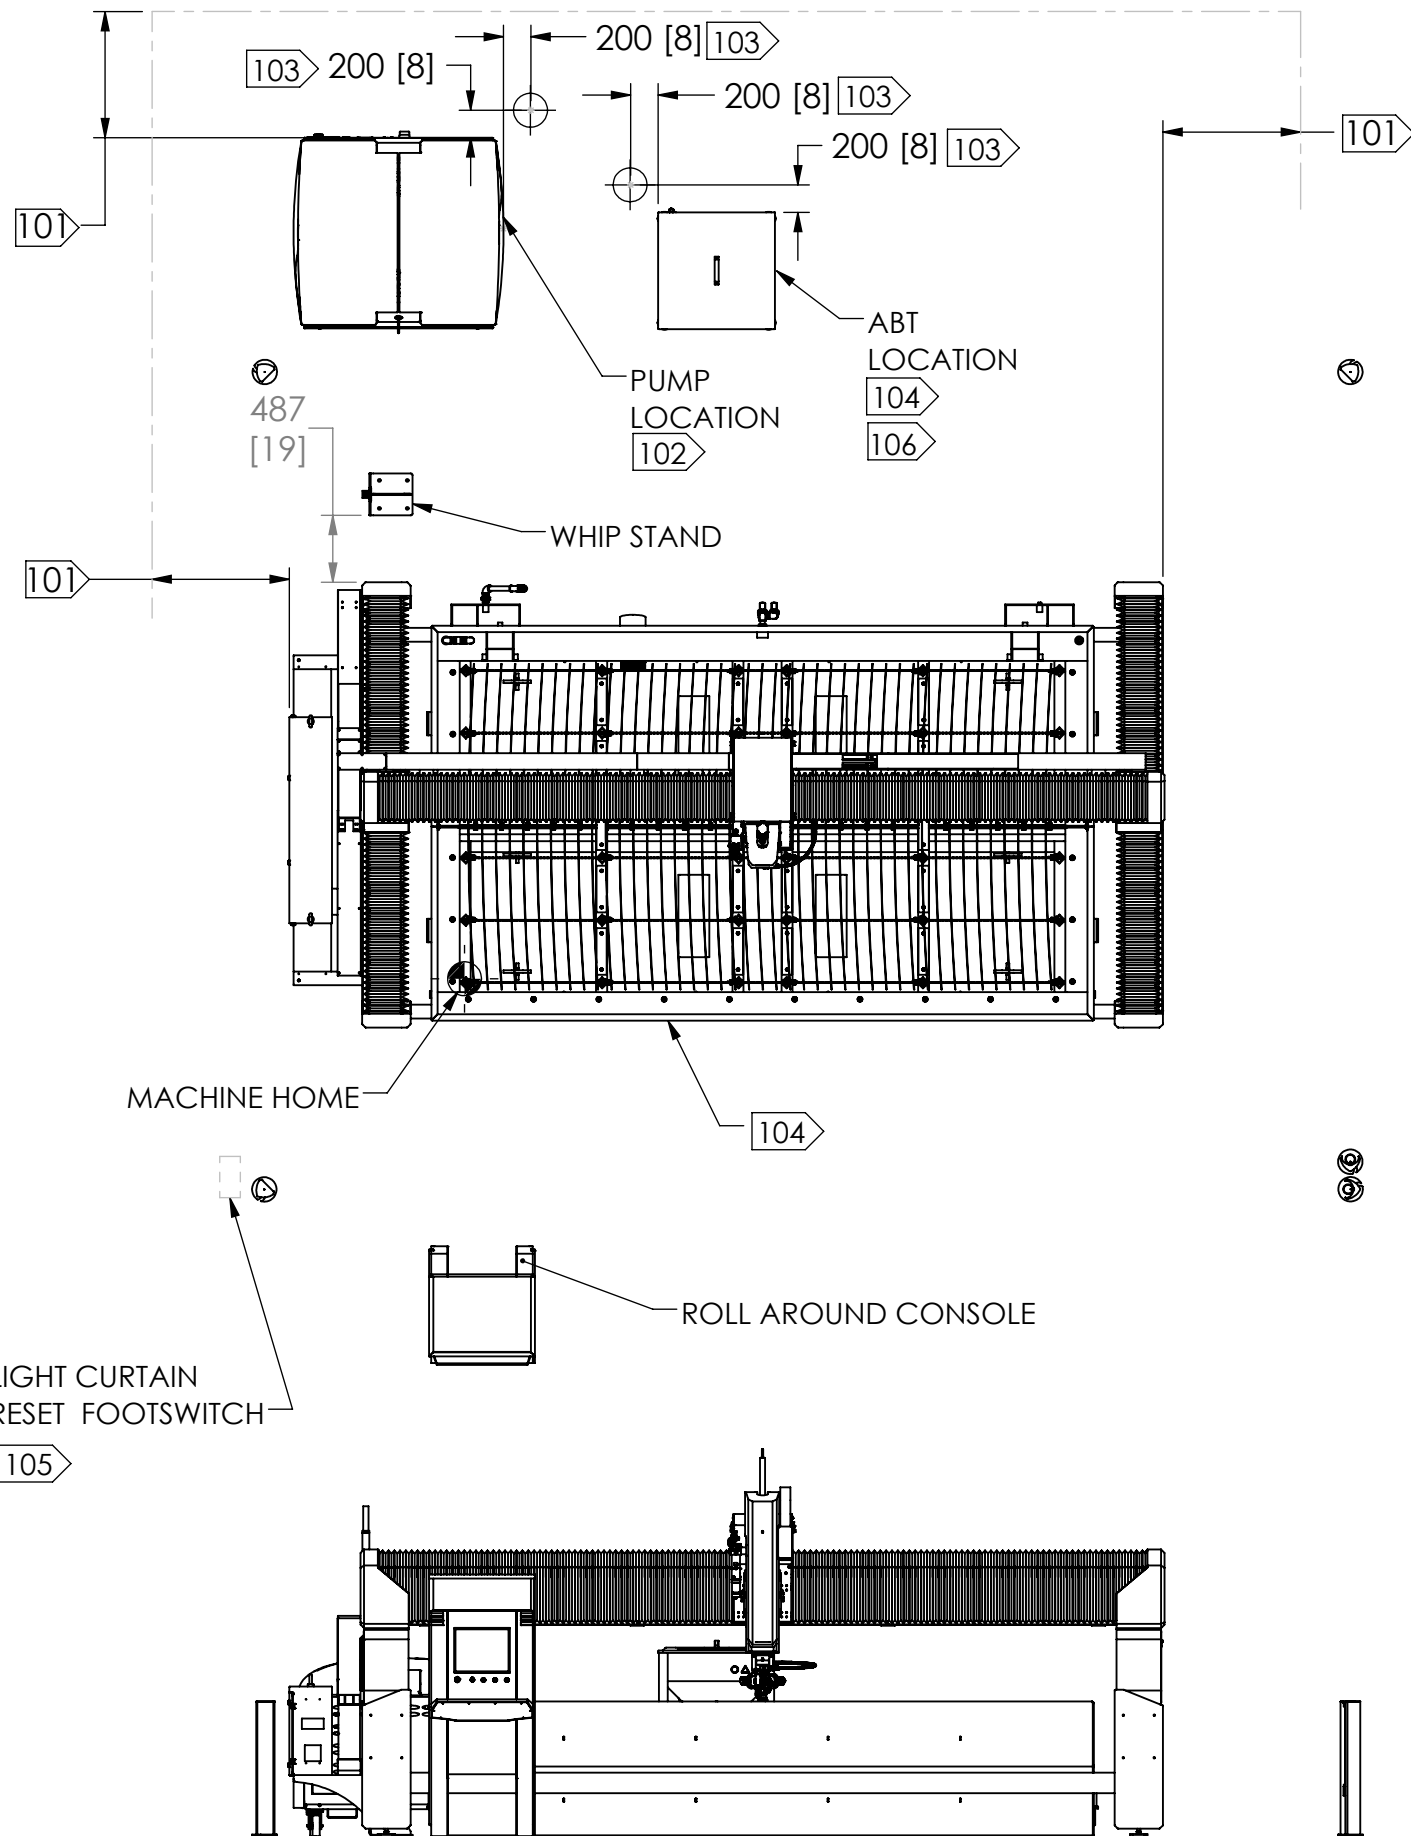 200 [8] 103
103 200 [8]
200 [8] 103
200 [8] 103
101
101
ABT
LOCATION
104
106
PUMP
LOCATION
102
487
[19]
WHIP STAND
101
MACHINE HOME
104
ROLL AROUND CONSOLE
LIGHT CURTAIN
RESET FOOTSWITCH
105